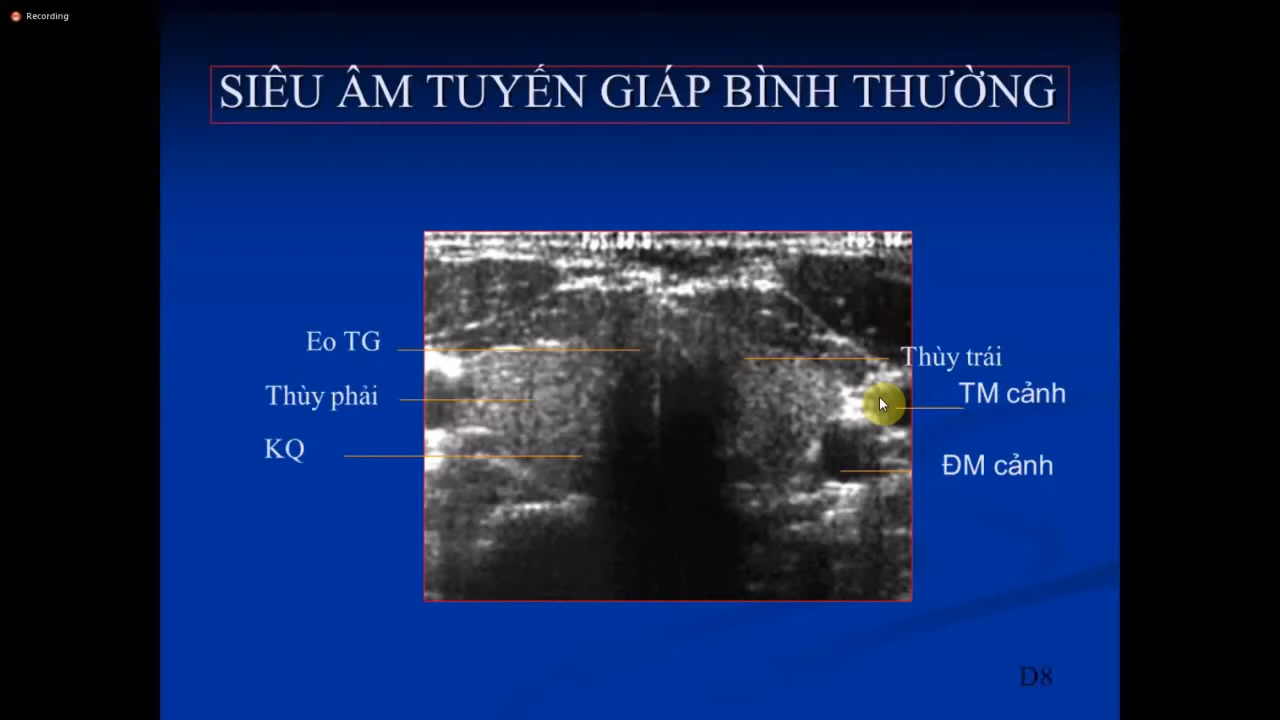 Recording
SIÊU ÂM TUYẾN GIÁP BÌNH THƯỜNG
Eo TG
Thùy trái
Thùy phải
TM cảnh
KQ
ĐM cảnh
D8